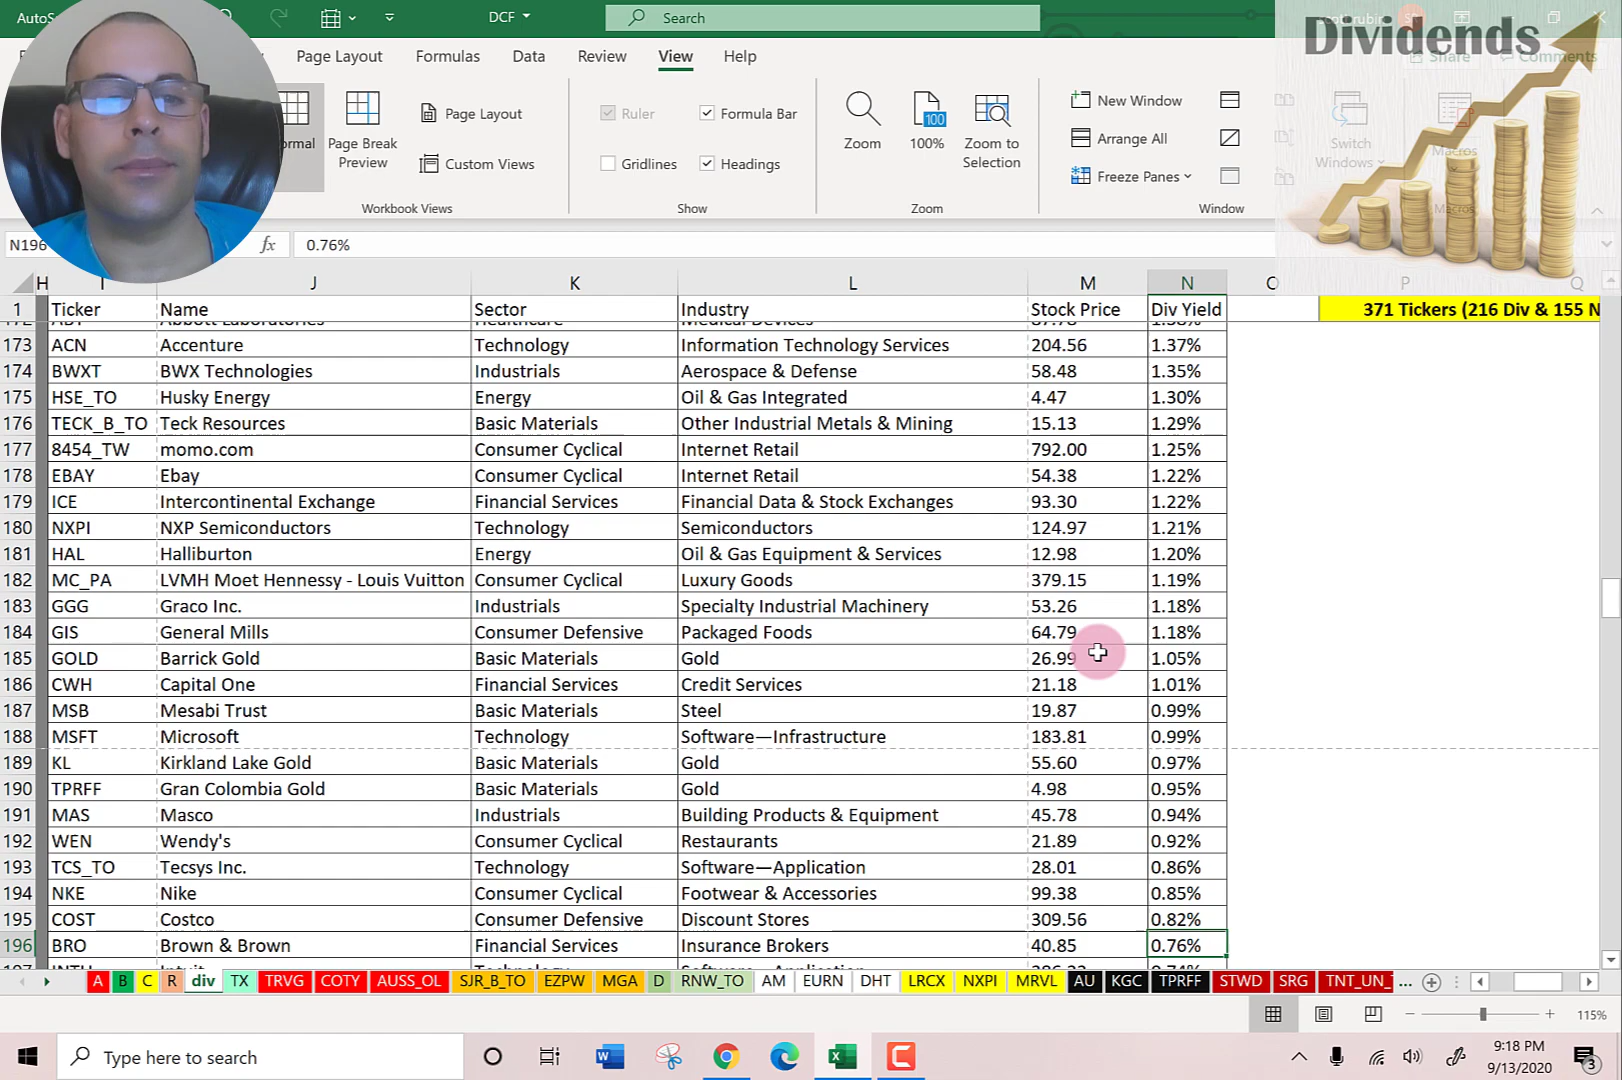 AutoS
DCF
Search
Dividends
Share
Comments
Page Layout
Formulas
Data
Review
View
Help
Normal
Page Break Preview
Page Layout
Custom Views
Ruler
Formula Bar
Gridlines
Headings
Zoom
100%
Zoom to Selection
New Window
Arrange All
Freeze Panes
Switch Windows
Macros
Workbook Views
Show
Zoom
Window
Macros
N196
fx
0.76%
H I J K L M N O P Q
1 Ticker Name Sector Industry Stock Price Div Yield 371 Tickers (216 Div & 155 N
172 ABT Abbott Laboratories Healthcare Medical Devices 1.58%
173 ACN Accenture Technology Information Technology Services 204.56 1.37%
174 BWXT BWX Technologies Industrials Aerospace & Defense 58.48 1.35%
175 HSE_TO Husky Energy Energy Oil & Gas Integrated 4.47 1.30%
176 TECK_B_TO Teck Resources Basic Materials Other Industrial Metals & Mining 15.13 1.29%
177 8454_TW momo.com Consumer Cyclical Internet Retail 792.00 1.25%
178 EBAY Ebay Consumer Cyclical Internet Retail 54.38 1.22%
179 ICE Intercontinental Exchange Financial Services Financial Data & Stock Exchanges 93.30 1.22%
180 NXPI NXP Semiconductors Technology Semiconductors 124.97 1.21%
181 HAL Halliburton Energy Oil & Gas Equipment & Services 12.98 1.20%
182 MC_PA LVMH Moet Hennessy - Louis Vuitton Consumer Cyclical Luxury Goods 379.15 1.19%
183 GGG Graco Inc. Industrials Specialty Industrial Machinery 53.26 1.18%
184 GIS General Mills Consumer Defensive Packaged Foods 64.79 1.18%
185 GOLD Barrick Gold Basic Materials Gold 26.99 1.05%
186 CWH Capital One Financial Services Credit Services 21.18 1.01%
187 MSB Mesabi Trust Basic Materials Steel 19.87 0.99%
188 MSFT Microsoft Technology Software—Infrastructure 183.81 0.99%
189 KL Kirkland Lake Gold Basic Materials Gold 55.60 0.97%
190 TPRFF Gran Colombia Gold Basic Materials Gold 4.98 0.95%
191 MAS Masco Industrials Building Products & Equipment 45.78 0.94%
192 WEN Wendy's Consumer Cyclical Restaurants 21.89 0.92%
193 TCS_TO Tecsys Inc. Technology Software—Application 28.01 0.86%
194 NKE Nike Consumer Cyclical Footwear & Accessories 99.38 0.85%
195 COST Costco Consumer Defensive Discount Stores 309.56 0.82%
196 BRO Brown & Brown Financial Services Insurance Brokers 40.85 0.76%
A B C R div TX TRVG COTY AUSS_OL SJR_B_TO EZPW MGA D RNW_TO AM EURN DHT LRCX NXPI MRVL AU KGC TPRFF STWD SRG TNT_UN_ ...
115%
Type here to search
9:18 PM
9/13/2020
3